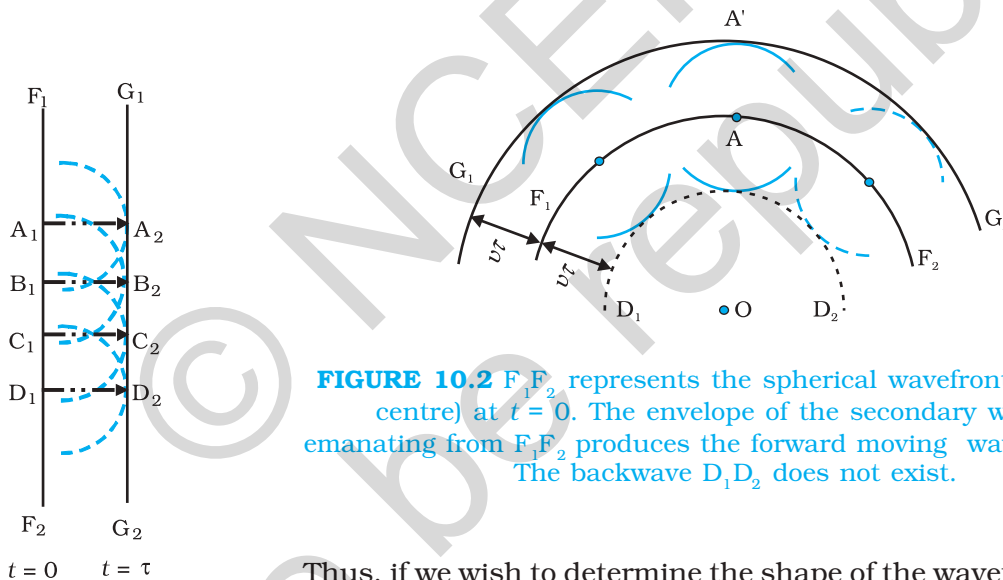 F₁
G₁
A₁ A₂
B₁ B₂
C₁ C₂
D₁ D₂
F₂
G₂
t = 0 t = τ
A'
A
G₁
F₁
vτ
vτ
G
F₂
D₁ O D₂
FIGURE 10.2 F₁F₂ represents the spherical wavefron
centre) at t = 0. The envelope of the secondary w
emanating from F₁F₂ produces the forward moving wa
The backwave D₁D₂ does not exist.
Thus, if we wish to determine the shape of the wave
©
be